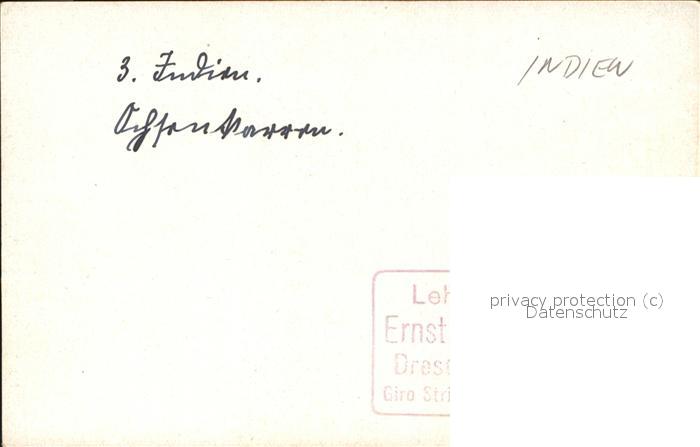 3. Indien.
INDIEN
Ochsenkarren.
privacy protection (c)
Datenschutz
Leh
Ernst
Dres
Giro Stri